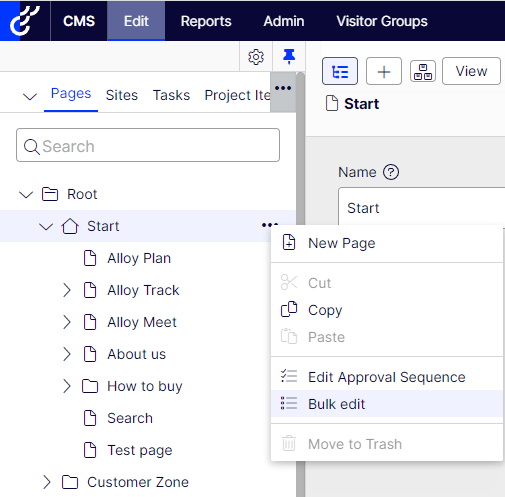 CMS Edit Reports Admin Visitor Groups
Pages Sites Tasks Project Ite
View
Start
Search
Name
Start
Root
Start
Alloy Plan
Alloy Track
Alloy Meet
About us
How to buy
Search
Test page
Customer Zone
New Page
Cut
Copy
Paste
Edit Approval Sequence
Bulk edit
Move to Trash